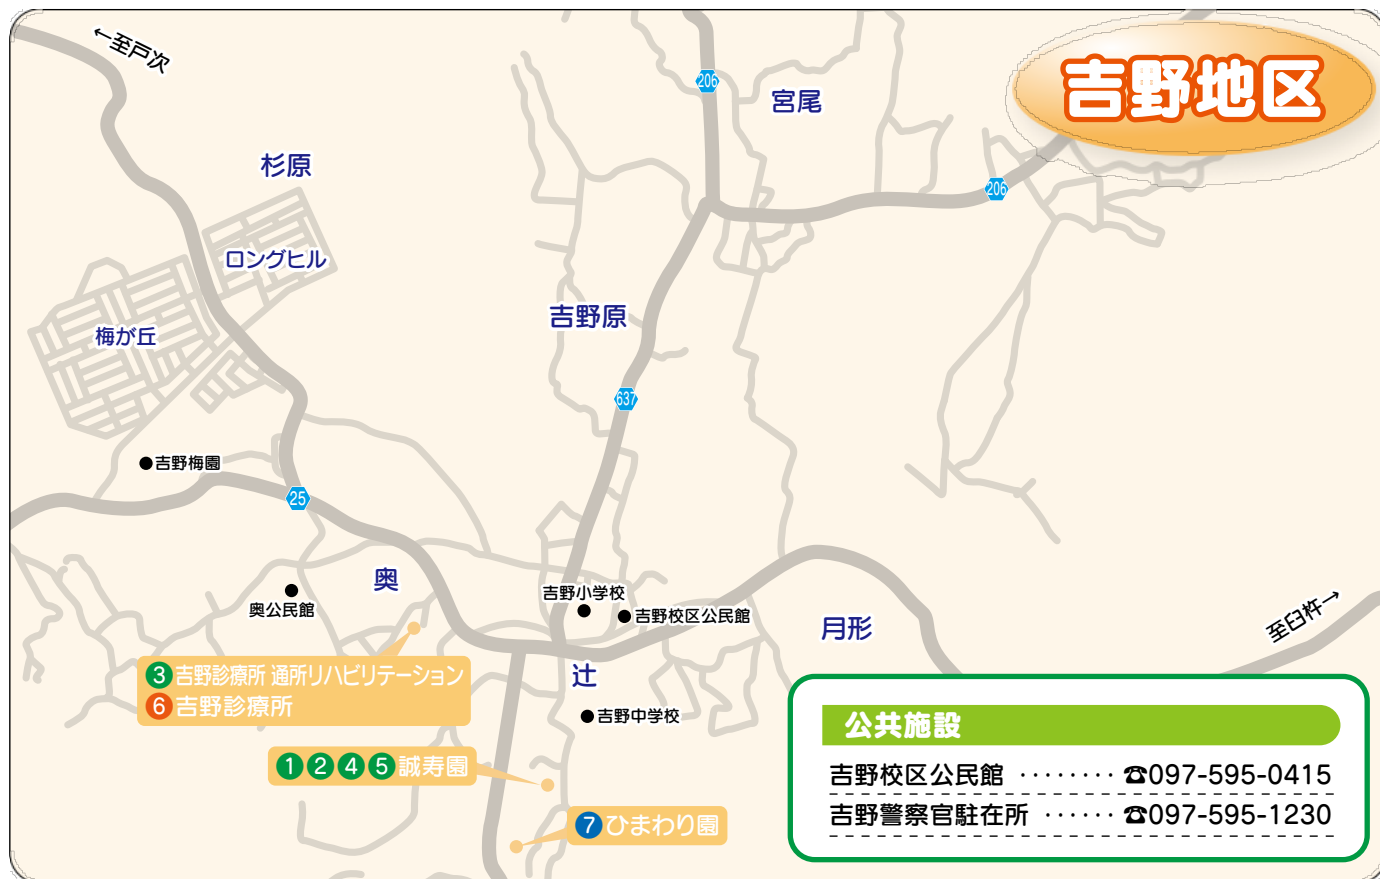 ←至戸次
吉野地区
206
宮尾
杉原
206
ロングヒル
吉野原
梅が丘
637
吉野梅園
25
奥
吉野小学校
奥公民館
吉野校区公民館
月形
至臼杵→
3 吉野診療所 通所リハビリテーション
6 吉野診療所
辻
吉野中学校
1 2 4 5 誠寿園
7 ひまわり園
公共施設
吉野校区公民館 ········ ☎097-595-0415
吉野警察官駐在所 ······ ☎097-595-1230